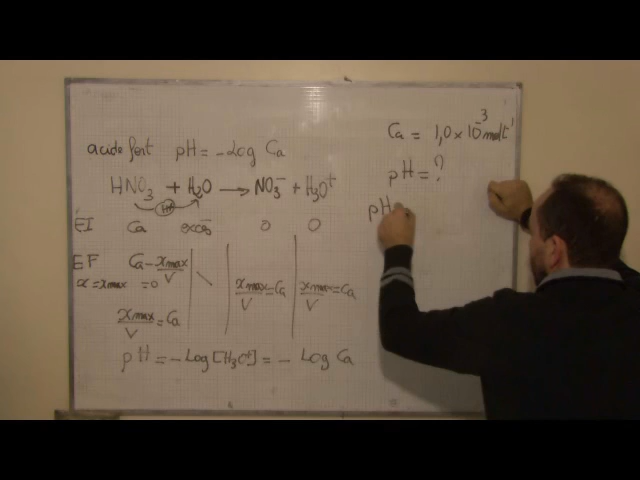 acide fort pH = - Log Ca
HNO₃ + H₂O → NO₃⁻ + H₃O⁺
H⁺
EI Ca excès 0 0
EF Ca - xmax/V
x = xmax = 0
xmax/V = Ca xmax/V = Ca
xmax/V = Ca
pH = - Log [H₃O⁺] = - Log Ca
Ca = 1,0 × 10⁻³ mol L⁻¹
pH = ?
pH =